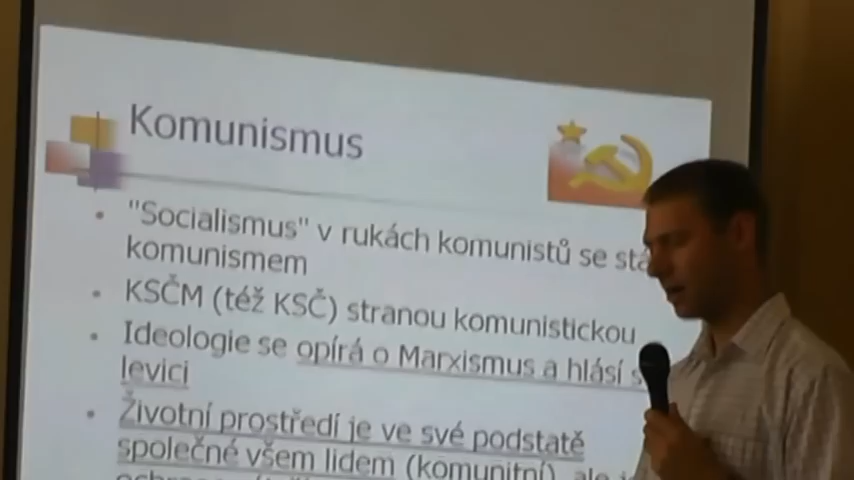 Komunismus
"Socialismus" v rukách komunistů se
komunismem
KSČM (též KSČ) stranou komunistickou
Ideologie se opírá o Marxismus a hlásí
levici
Životní prostředí je ve své podstatě
společné všem lidem (komunitní), ale